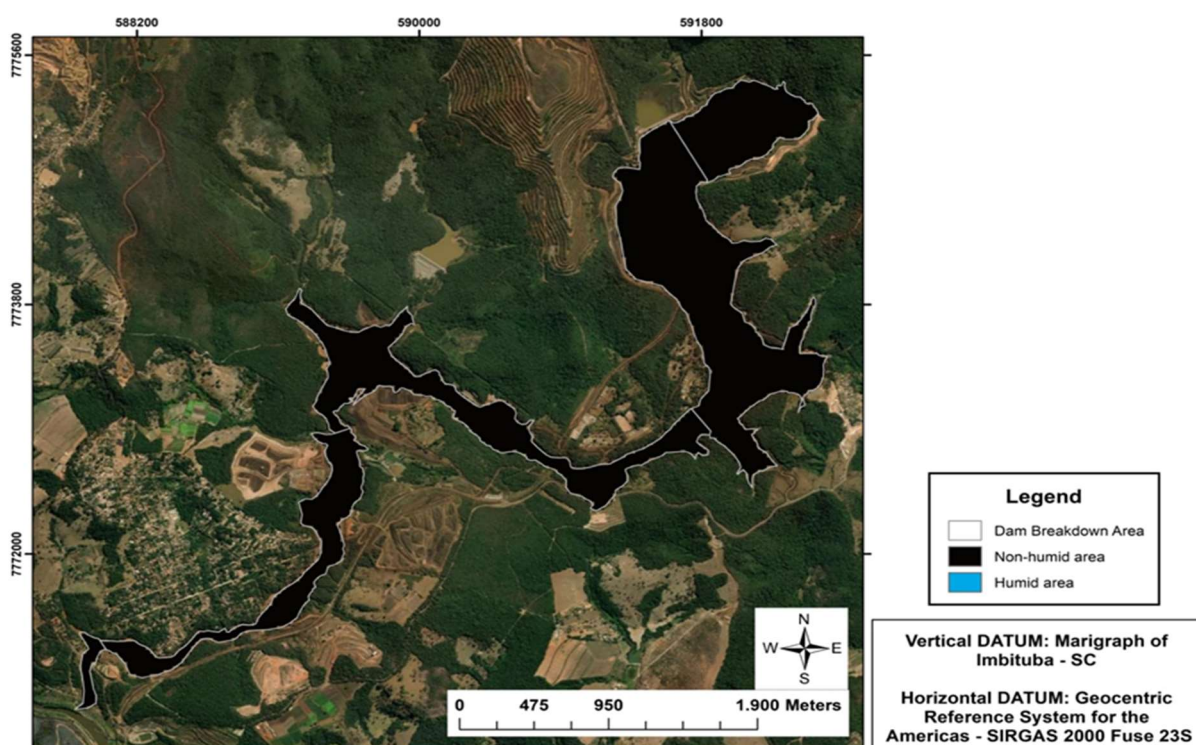 588200
590000
591800
7775600
7773800
7772000
N
W
E
S
0 475 950 1.900 Meters
Legend
Dam Breakdown Area
Non-humid area
Humid area
Vertical DATUM: Marigraph of
Imbituba - SC
Horizontal DATUM: Geocentric
Reference System for the
Americas - SIRGAS 2000 Fuse 23S